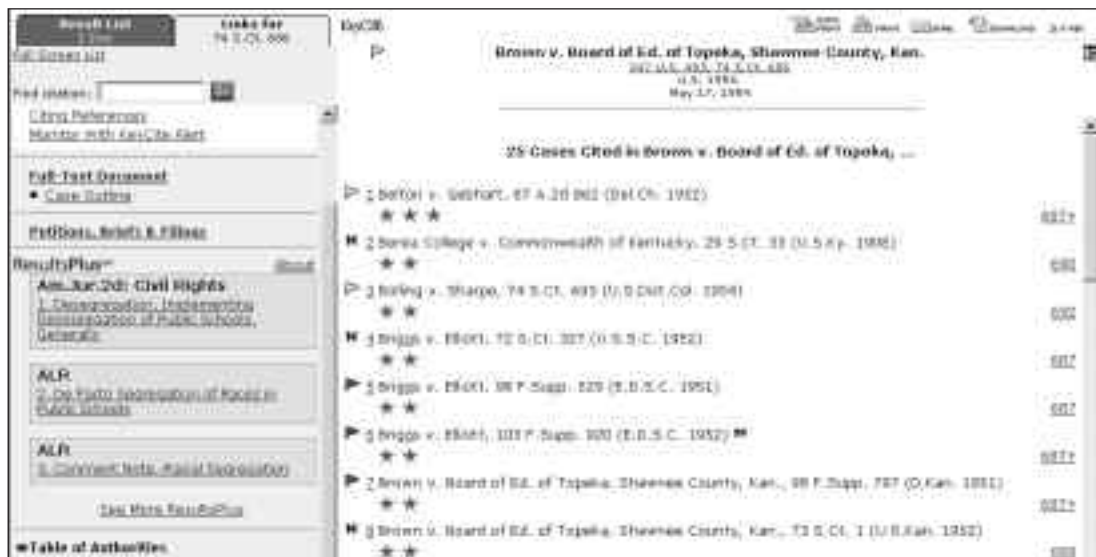 Result List
Links for
74 S.Ct. 686
Full Screen List
Find citation:
Go
Citing References
Monitor With KeyCite Alert
Full-Text Document
Case Outline
Petitions, Briefs & Filings
ResultsPlus
About
Am.Jur.2d: Civil Rights
1. Desegregation, Implementing
Desegregation of Public Schools,
Generally
ALR
2. De Facto Segregation of Races in
Public Schools
ALR
3. Comment Note.-Racial Segregation
See More ResultsPlus
Table of Authorities
KeyCite
Brown v. Board of Ed. of Topeka, Shawnee County, Kan.
347 U.S. 483, 74 S.Ct. 686
U.S. 1954
May 17, 1954
25 Cases Cited in Brown v. Board of Ed. of Topeka, ...
1 Belton v. Gebhart, 87 A.2d 862 (Del.Ch. 1952)
★ ★ ★
687+
2 Berea College v. Commonwealth of Kentucky, 29 S.Ct. 33 (U.S.Ky. 1908)
★ ★
3 Bolling v. Sharpe, 74 S.Ct. 693 (U.S.Dist.Col. 1954)
★ ★
4 Briggs v. Elliott, 72 S.Ct. 327 (U.S.S.C. 1952)
★ ★
687
5 Briggs v. Elliott, 98 F.Supp. 529 (E.D.S.C. 1951)
★ ★
687
6 Briggs v. Elliott, 103 F.Supp. 920 (E.D.S.C. 1952)
★ ★
687+
7 Brown v. Board of Ed. of Topeka, Shawnee County, Kan., 98 F.Supp. 797 (D.Kan. 1951)
★ ★
687+
8 Brown v. Board of Ed. of Topeka, Shawnee County, Kan., 73 S.Ct. 1 (U.S.Kan. 1952)
★ ★